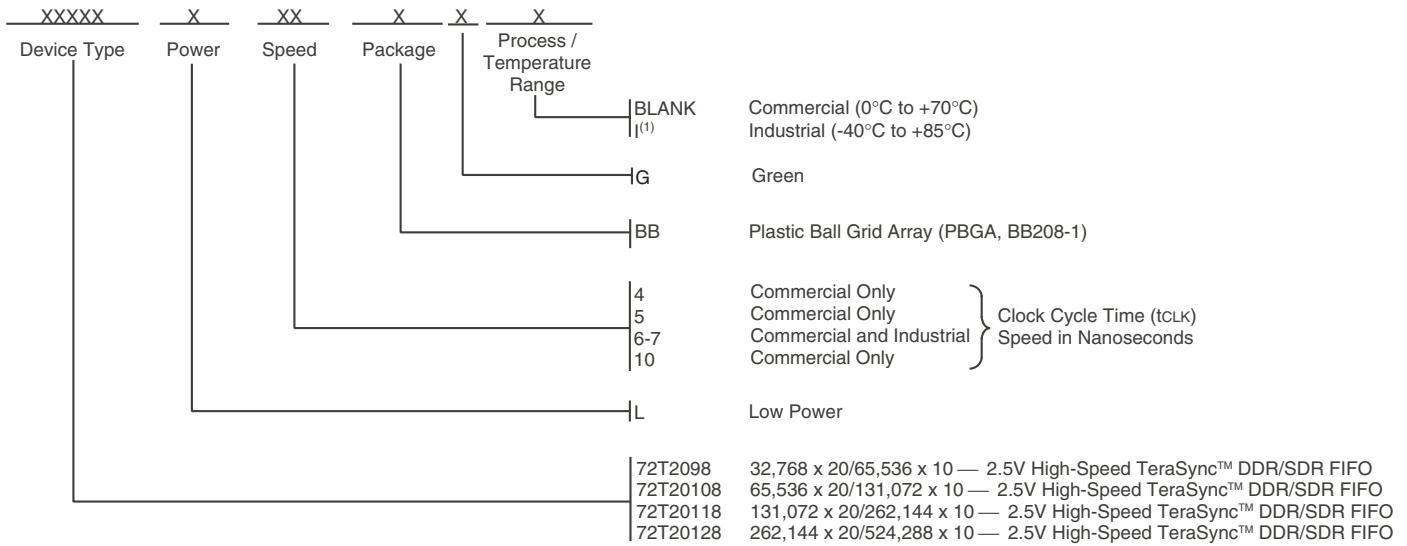 XXXXX X XX X X X
Device Type Power Speed Package Process /
Temperature
Range
BLANK Commercial (0°C to +70°C)
I(1) Industrial (-40°C to +85°C)
G Green
BB Plastic Ball Grid Array (PBGA, BB208-1)
4 Commercial Only
5 Commercial Only
6-7 Commercial and Industrial
10 Commercial Only
Clock Cycle Time (tCLK)
Speed in Nanoseconds
L Low Power
72T2098 32,768 x 20/65,536 x 10 — 2.5V High-Speed TeraSync™ DDR/SDR FIFO
72T20108 65,536 x 20/131,072 x 10 — 2.5V High-Speed TeraSync™ DDR/SDR FIFO
72T20118 131,072 x 20/262,144 x 10 — 2.5V High-Speed TeraSync™ DDR/SDR FIFO
72T20128 262,144 x 20/524,288 x 10 — 2.5V High-Speed TeraSync™ DDR/SDR FIFO